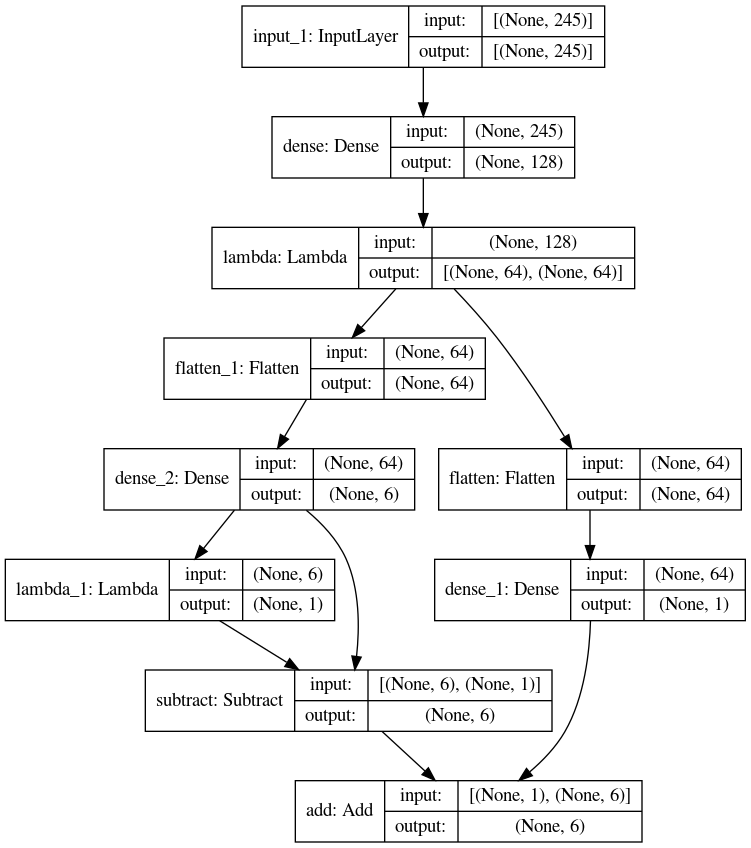 input_1: InputLayer
input:
[(None, 245)]
output:
[(None, 245)]
dense: Dense
input:
(None, 245)
output:
(None, 128)
lambda: Lambda
input:
(None, 128)
output:
[(None, 64), (None, 64)]
flatten_1: Flatten
input:
(None, 64)
output:
(None, 64)
dense_2: Dense
input:
(None, 64)
output:
(None, 6)
flatten: Flatten
input:
(None, 64)
output:
(None, 64)
lambda_1: Lambda
input:
(None, 6)
output:
(None, 1)
dense_1: Dense
input:
(None, 64)
output:
(None, 1)
subtract: Subtract
input:
[(None, 6), (None, 1)]
output:
(None, 6)
add: Add
input:
[(None, 1), (None, 6)]
output:
(None, 6)